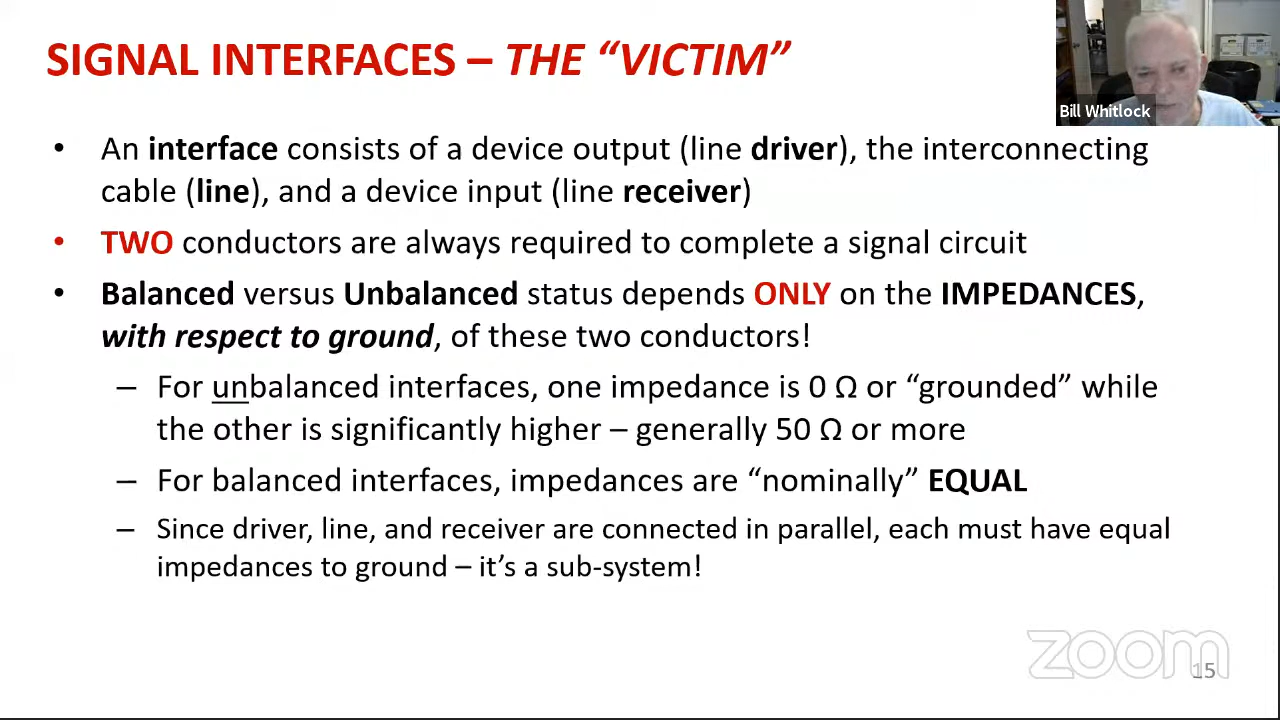 SIGNAL INTERFACES – THE “VICTIM”
Bill Whitlock
• An interface consists of a device output (line driver), the interconnecting
cable (line), and a device input (line receiver)
• TWO conductors are always required to complete a signal circuit
• Balanced versus Unbalanced status depends ONLY on the IMPEDANCES,
with respect to ground, of these two conductors!
– For unbalanced interfaces, one impedance is 0 Ω or “grounded” while
the other is significantly higher – generally 50 Ω or more
– For balanced interfaces, impedances are “nominally” EQUAL
– Since driver, line, and receiver are connected in parallel, each must have equal
impedances to ground – it’s a sub-system!
zoom
15